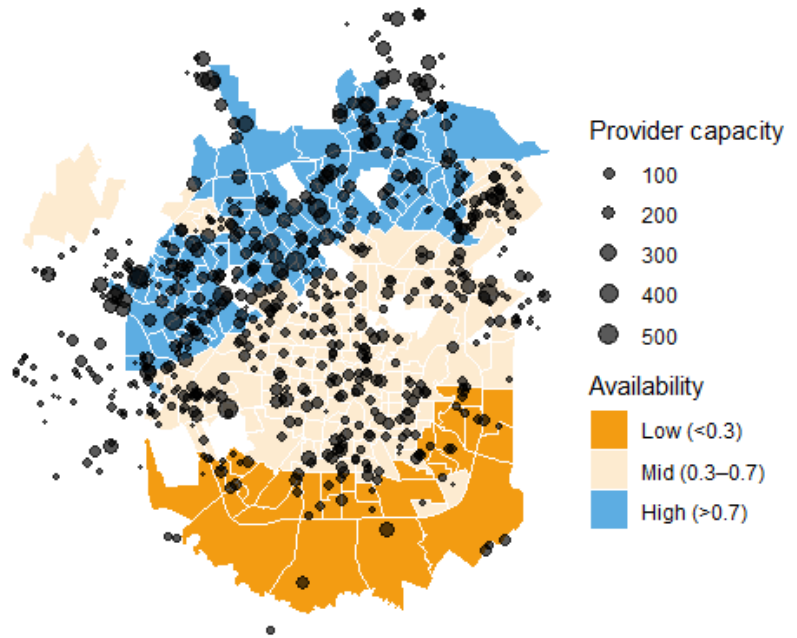 Provider capacity
100
200
300
400
500
Availability
Low (<0.3)
Mid (0.3–0.7)
High (>0.7)